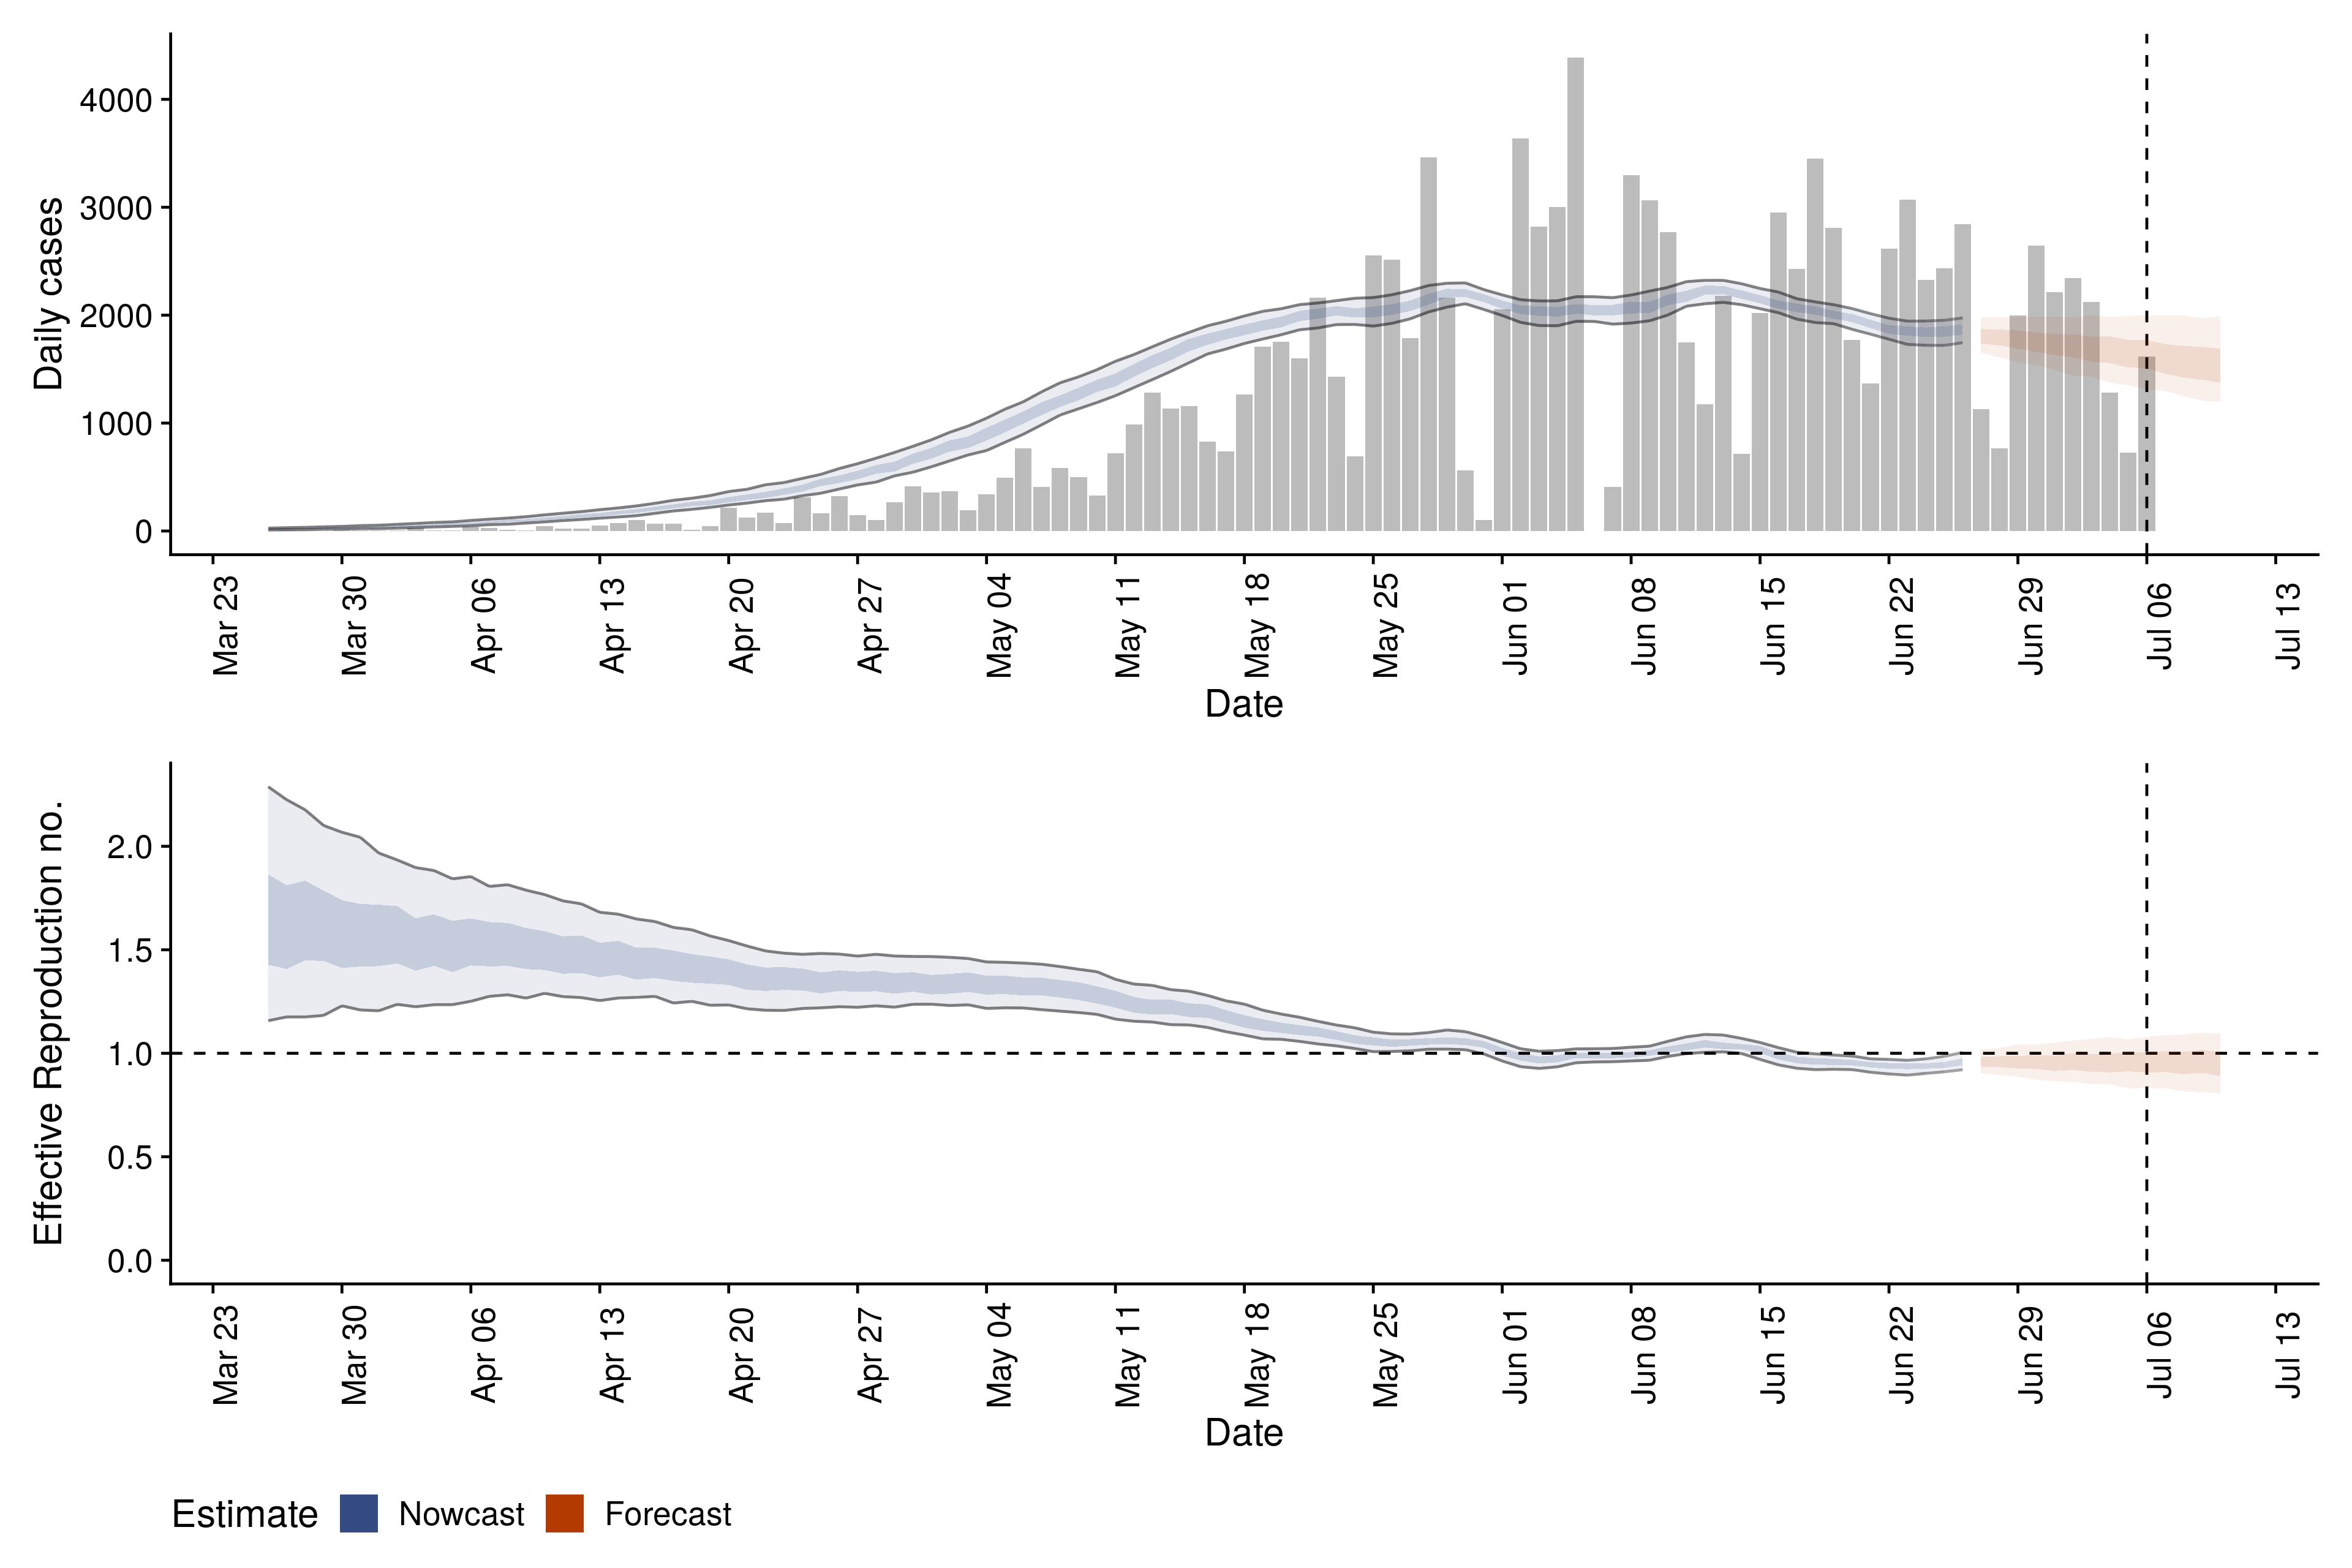 Daily cases
4000
3000
2000
1000
0
Mar 23 Mar 30 Apr 06 Apr 13 Apr 20 Apr 27 May 04 May 11 May 18 May 25 Jun 01 Jun 08 Jun 15 Jun 22 Jun 29 Jul 06 Jul 13
Date
Effective Reproduction no.
2.0
1.5
1.0
0.5
0.0
Mar 23 Mar 30 Apr 06 Apr 13 Apr 20 Apr 27 May 04 May 11 May 18 May 25 Jun 01 Jun 08 Jun 15 Jun 22 Jun 29 Jul 06 Jul 13
Date
Estimate Nowcast Forecast